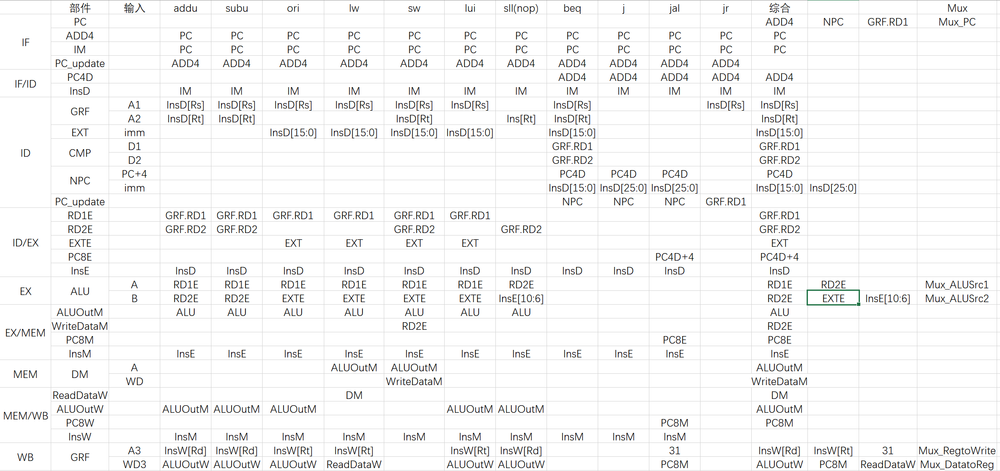 部件 输入 addu subu ori lw sw lui sll(nop) beq j jal jr 综合 Mux
IF
PC ADD4 NPC GRF.RD1 Mux_PC
ADD4 PC PC PC PC PC PC PC PC PC PC PC PC
IM PC PC PC PC PC PC PC PC PC PC PC PC
PC_update ADD4 ADD4 ADD4 ADD4 ADD4 ADD4 ADD4 ADD4 ADD4 ADD4 ADD4
IF/ID
PC4D ADD4 ADD4 ADD4 ADD4 ADD4
InsD IM IM IM IM IM IM IM IM IM IM IM IM
ID
GRF
A1 InsD[Rs] InsD[Rs] InsD[Rs] InsD[Rs] InsD[Rs] InsD[Rs] InsD[Rs] InsD[Rs] InsD[Rs]
A2 InsD[Rt] InsD[Rt] InsD[Rt] Ins[Rt] InsD[Rt] InsD[Rt]
EXT imm InsD[15:0] InsD[15:0] InsD[15:0] InsD[15:0] InsD[15:0] InsD[15:0]
CMP
D1 GRF.RD1 GRF.RD1
D2 GRF.RD2 GRF.RD2
NPC
PC+4 PC4D PC4D PC4D PC4D
imm InsD[15:0] InsD[25:0] InsD[25:0] InsD[15:0] InsD[25:0]
PC_update NPC NPC NPC GRF.RD1
ID/EX
RD1E GRF.RD1 GRF.RD1 GRF.RD1 GRF.RD1 GRF.RD1 GRF.RD1 GRF.RD1
RD2E GRF.RD2 GRF.RD2 GRF.RD2 GRF.RD2 GRF.RD2
EXTE EXT EXT EXT EXT EXT
PC8E PC4D+4 PC4D+4
InsE InsD InsD InsD InsD InsD InsD InsD InsD InsD InsD InsD
EX
ALU
A RD1E RD1E RD1E RD1E RD1E RD1E RD2E RD1E RD2E Mux_ALUSrc1
B RD2E RD2E EXTE EXTE EXTE EXTE InsE[10:6] RD2E EXTE InsE[10:6] Mux_ALUSrc2
EX/MEM
ALUOutM ALU ALU ALU ALU ALU ALU ALU ALU
WriteDataM RD2E RD2E
PC8M PC8E PC8E
InsM InsE InsE InsE InsE InsE InsE InsE InsE InsE InsE InsE
MEM
DM
A ALUOutM ALUOutM ALUOutM
WD WriteDataM WriteDataM
MEM/WB
ReadDataW DM DM
ALUOutW ALUOutM ALUOutM ALUOutM ALUOutM ALUOutM ALUOutM
PC8W PC8M PC8M
InsW InsM InsM InsM InsM InsM InsM InsM InsM InsM InsM
WB
GRF
A3 InsW[Rd] InsW[Rd] InsW[Rt] InsW[Rt] InsW[Rt] InsW[Rd] 31 InsW[Rd] InsW[Rt] 31 Mux_RegtoWrite
WD3 ALUOutW ALUOutW ALUOutW ReadDataW ALUOutW ALUOutW PC8M ALUOutW PC8M ReadDataW Mux_DatatoReg